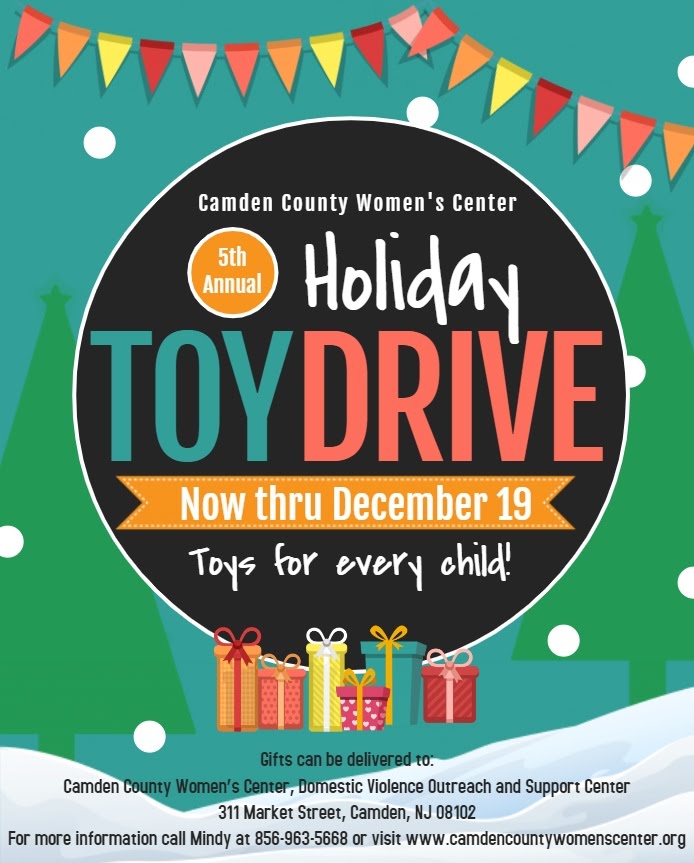 Camden County Women's Center
5th
Annual
Holiday
TOYDRIVE
Now thru December 19
Toys for every child!
Gifts can be delivered to:
Camden County Women's Center, Domestic Violence Outreach and Support Center
311 Market Street, Camden, NJ 08102
For more information call Mindy at 856-963-5668 or visit www.camdencountywomenscenter.org